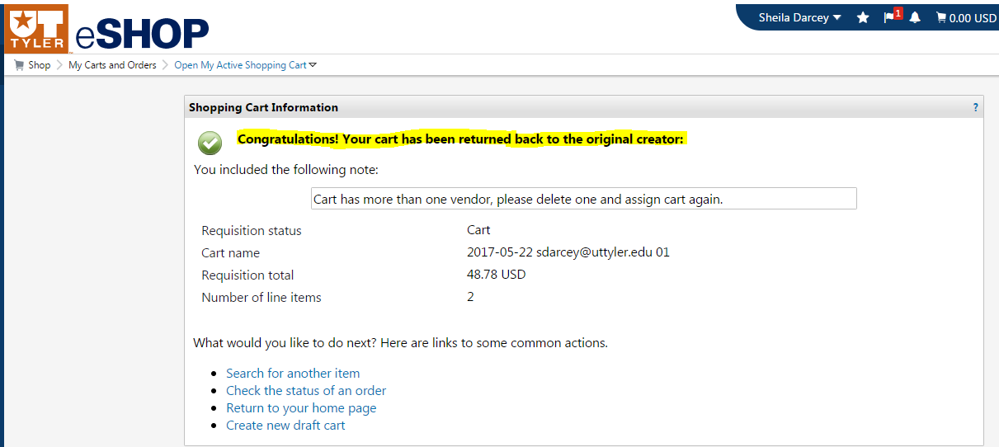 UT
TYLER
eSHOP
Sheila Darcey
1
0.00 USD
Shop
My Carts and Orders
Open My Active Shopping Cart
Shopping Cart Information
?
Congratulations! Your cart has been returned back to the original creator:
You included the following note:
Cart has more than one vendor, please delete one and assign cart again.
Requisition status Cart
Cart name 2017-05-22 sdarcey@uttyler.edu 01
Requisition total 48.78 USD
Number of line items 2
What would you like to do next? Here are links to some common actions.
Search for another item
Check the status of an order
Return to your home page
Create new draft cart